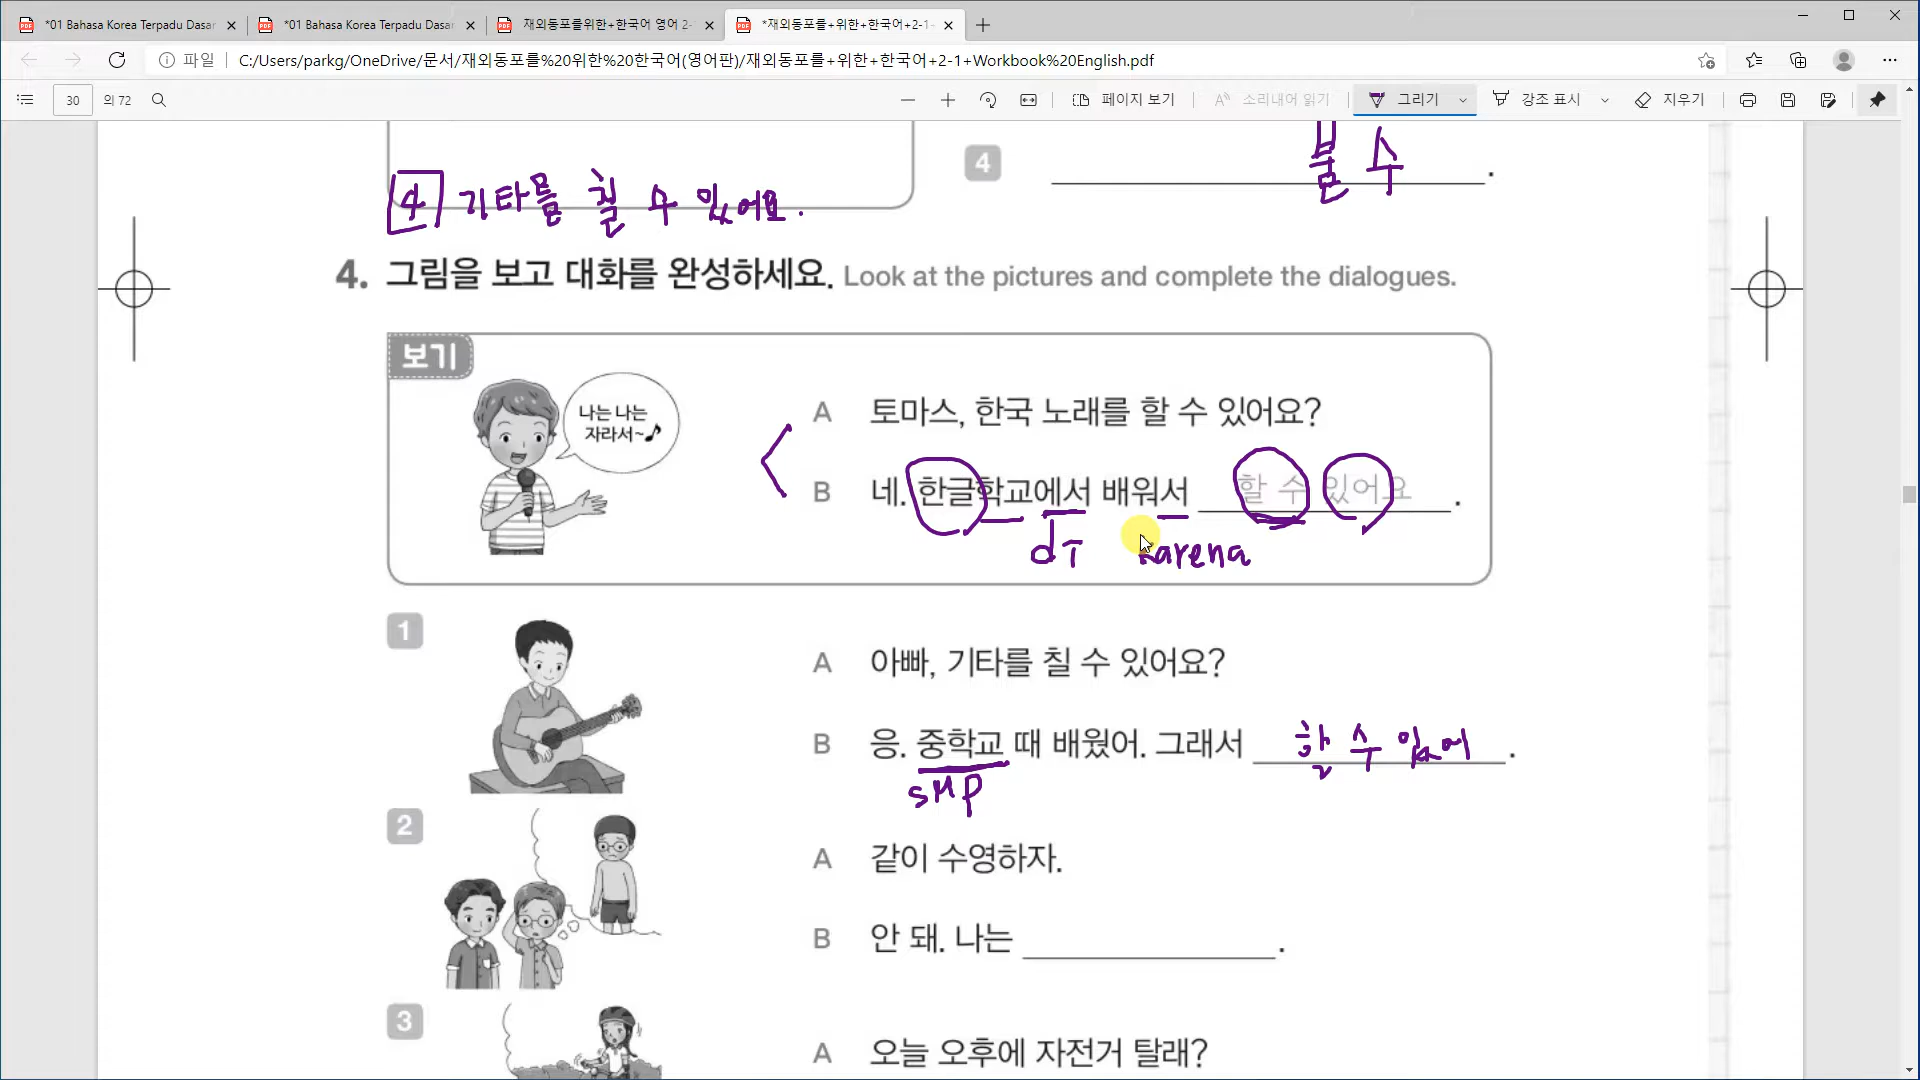 *01 Bahasa Korea Terpadu Dasar
*01 Bahasa Korea Terpadu Dasar
재외동포를위한+한국어 영어 2-
*재외동포를+위한+한국어+2-1-
파일 C:/Users/parkg/OneDrive/문서/재외동포를%20위한%20한국어(영어판)/재외동포를+위한+한국어+2-1+Workbook%20English.pdf
30 의 72 페이지 보기 소리내어 읽기 그리기 강조 표시 지우기
4 불 수 .
4 기타를 칠 수 있어요.
4. 그림을 보고 대화를 완성하세요. Look at the pictures and complete the dialogues.
보기
나는 나는
자라서~♪
A 토마스, 한국 노래를 할 수 있어요?
B 네. 한글학교에서 배워서 할 수 있어요.
di karena
1
A 아빠, 기타를 칠 수 있어요?
B 응. 중학교 때 배웠어. 그래서 할 수 있어.
SMP
2
A 같이 수영하자.
B 안 돼. 나는 ______.
3
A 오늘 오후에 자전거 탈래?